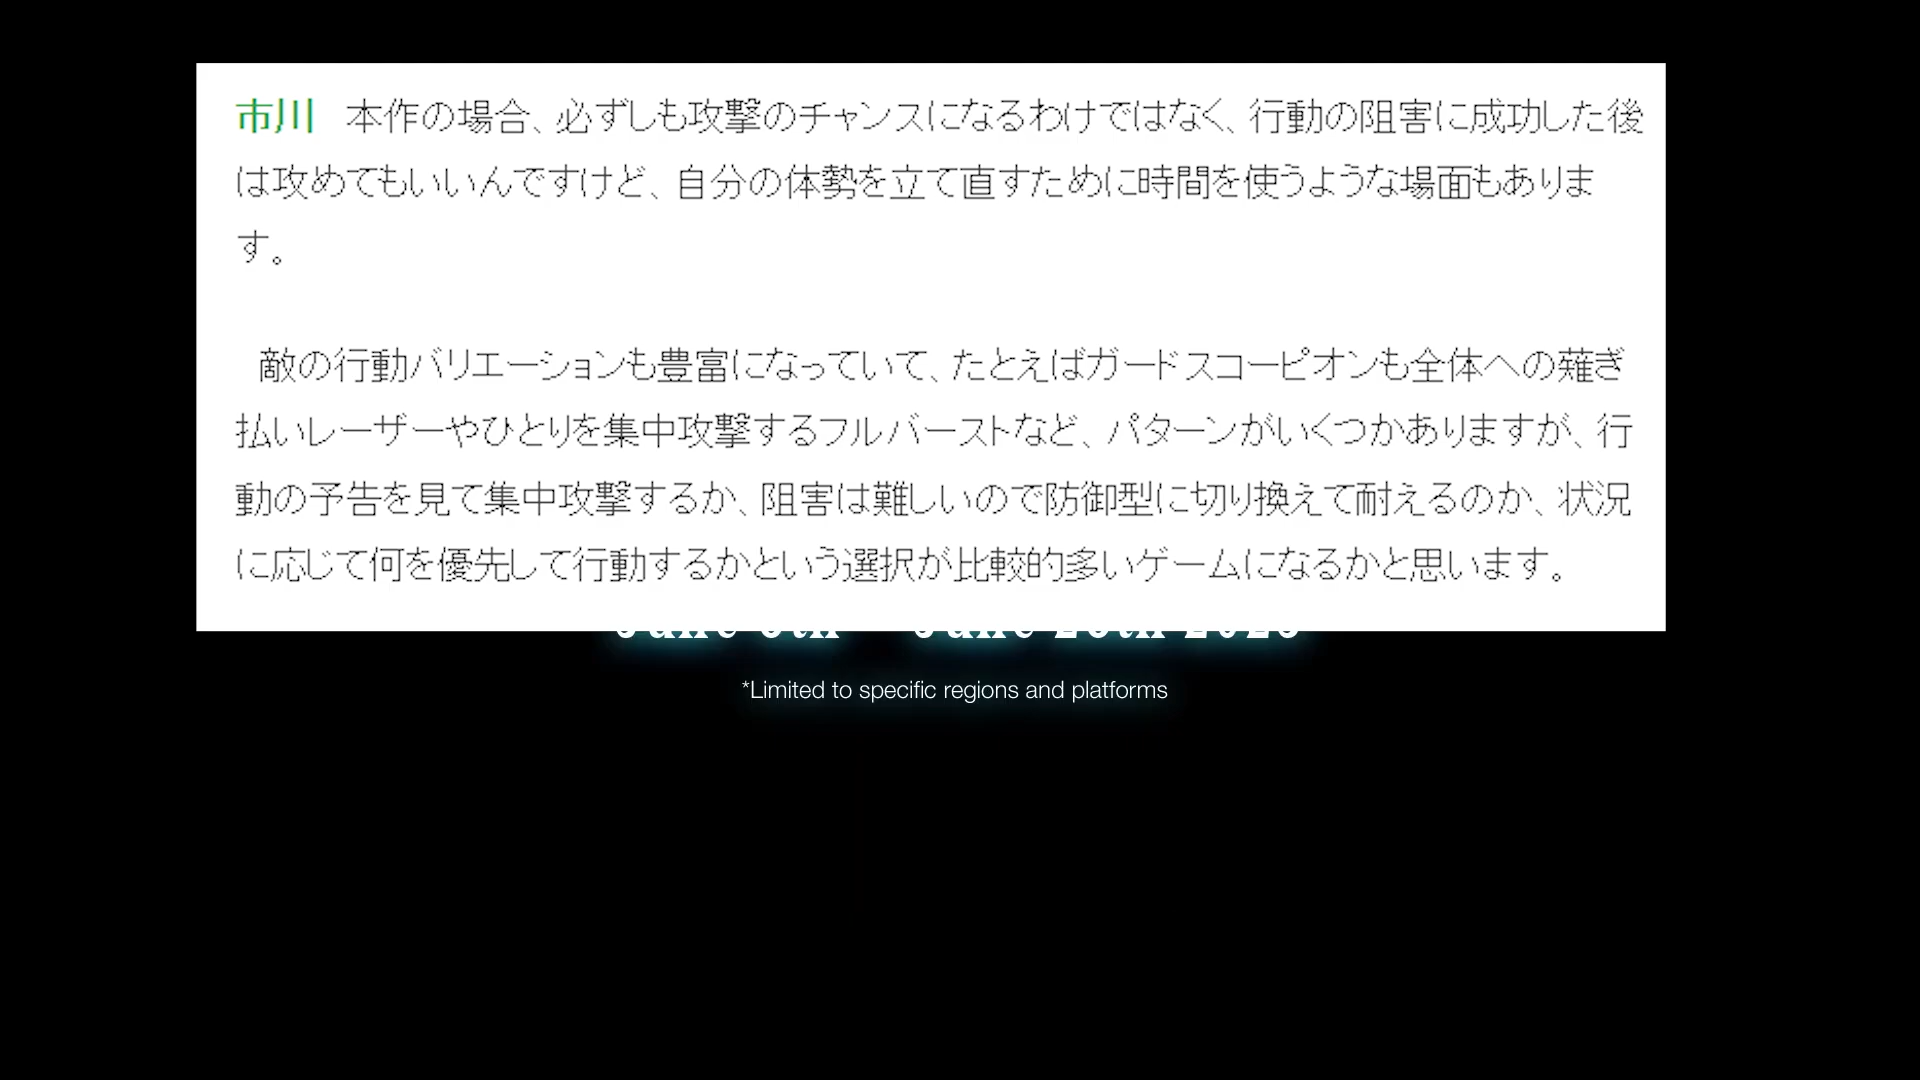 市川　本作の場合、必ずしも攻撃のチャンスになるわけではなく、行動の阻害に成功した後
は攻めてもいいんですけど、自分の体勢を立て直すために時間を使うような場面もありま
す。
敵の行動バリエーションも豊富になっていて、たとえばガードスコーピオンも全体への薙ぎ
払いレーザーやひとりを集中攻撃するフルバーストなど、パターンがいくつかありますが、行
動の予告を見て集中攻撃するか、阻害は難しいので防御型に切り換えて耐えるのか、状況
に応じて何を優先して行動するかという選択が比較的多いゲームになるかと思います。
*Limited to specific regions and platforms